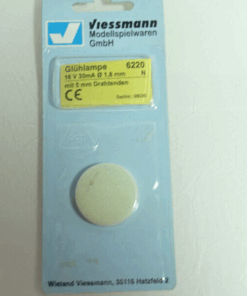 Viessmann
Modellspielwaren
GmbH
Glühlampe 6220
16 V 30mA Ø 1,8 mm N
mit 5 mm Drahtenden
CE
Wieland Viessmann, 35116 Hatzfeld 2